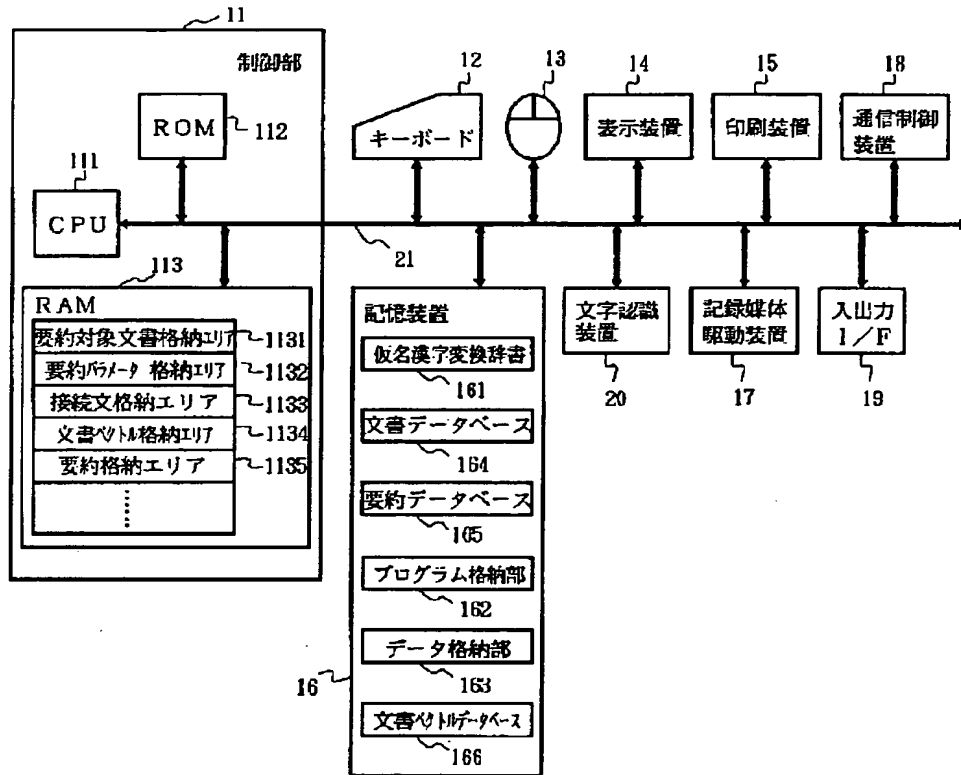 11
制御部
ROM
112
111
CPU
113
RAM
要約対象文書格納エリア
1131
要約パラメータ 格納エリア
1132
接続文格納エリア
1133
文書ベクトル格納エリア
1134
要約格納エリア
1135
12
キーボード
13
14
表示装置
15
印刷装置
18
通信制御
装置
21
記憶装置
仮名漢字変換辞書
161
文書データベース
164
要約データベース
165
プログラム格納部
162
データ格納部
163
文書ベクトルデータベース
166
16
文字認識
装置
20
記録媒体
駆動装置
17
入出力
I/F
19